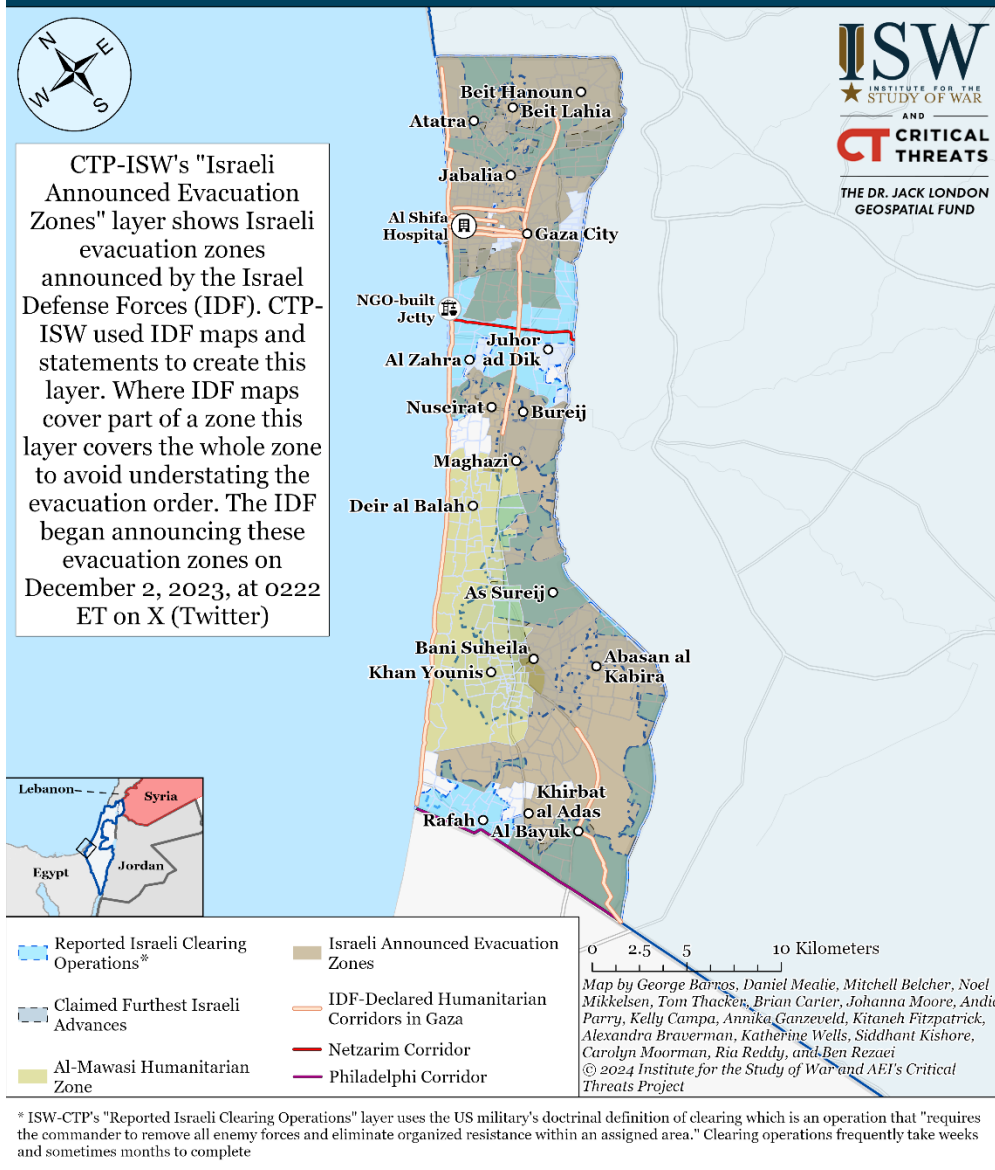 N
E
W
S
ISW
INSTITUTE FOR THE
STUDY OF WAR
AND
CT CRITICAL
THREATS
THE DR. JACK LONDON
GEOSPATIAL FUND
CTP-ISW's "Israeli
Announced Evacuation
Zones" layer shows Israeli
evacuation zones
announced by the Israel
Defense Forces (IDF). CTP-
ISW used IDF maps and
statements to create this
layer. Where IDF maps
cover part of a zone this
layer covers the whole zone
to avoid understating the
evacuation order. The IDF
began announcing these
evacuation zones on
December 2, 2023, at 0222
ET on X (Twitter)
Beit Hanoun
Beit Lahia
Atatra
Jabalia
Al Shifa
Hospital
Gaza City
NGO-built
Jetty
Juhor
ad Dik
Al Zahra
Nuseirat
Bureij
Maghazi
Deir al Balah
As Sureij
Bani Suheila
Abasan al
Kabira
Khan Younis
Khirbat
al Adas
Rafah
Al Bayuk
Lebanon
Syria
Egypt
Jordan
Reported Israeli Clearing
Operations*
Claimed Furthest Israeli
Advances
Al-Mawasi Humanitarian
Zone
Israeli Announced Evacuation
Zones
IDF-Declared Humanitarian
Corridors in Gaza
Netzarim Corridor
Philadelphi Corridor
0 2.5 5 10 Kilometers
Map by George Barros, Daniel Mealie, Mitchell Belcher, Noel
Mikkelsen, Tom Thacker, Brian Carter, Johanna Moore, Andie
Parry, Kelly Campa, Annika Ganzeveld, Kitaneh Fitzpatrick,
Alexandra Braverman, Katherine Wells, Siddhant Kishore,
Carolyn Moorman, Ria Reddy, and Ben Rezaei
© 2024 Institute for the Study of War and AEI's Critical
Threats Project
* ISW-CTP's "Reported Israeli Clearing Operations" layer uses the US military's doctrinal definition of clearing which is an operation that "requires
the commander to remove all enemy forces and eliminate organized resistance within an assigned area." Clearing operations frequently take weeks
and sometimes months to complete